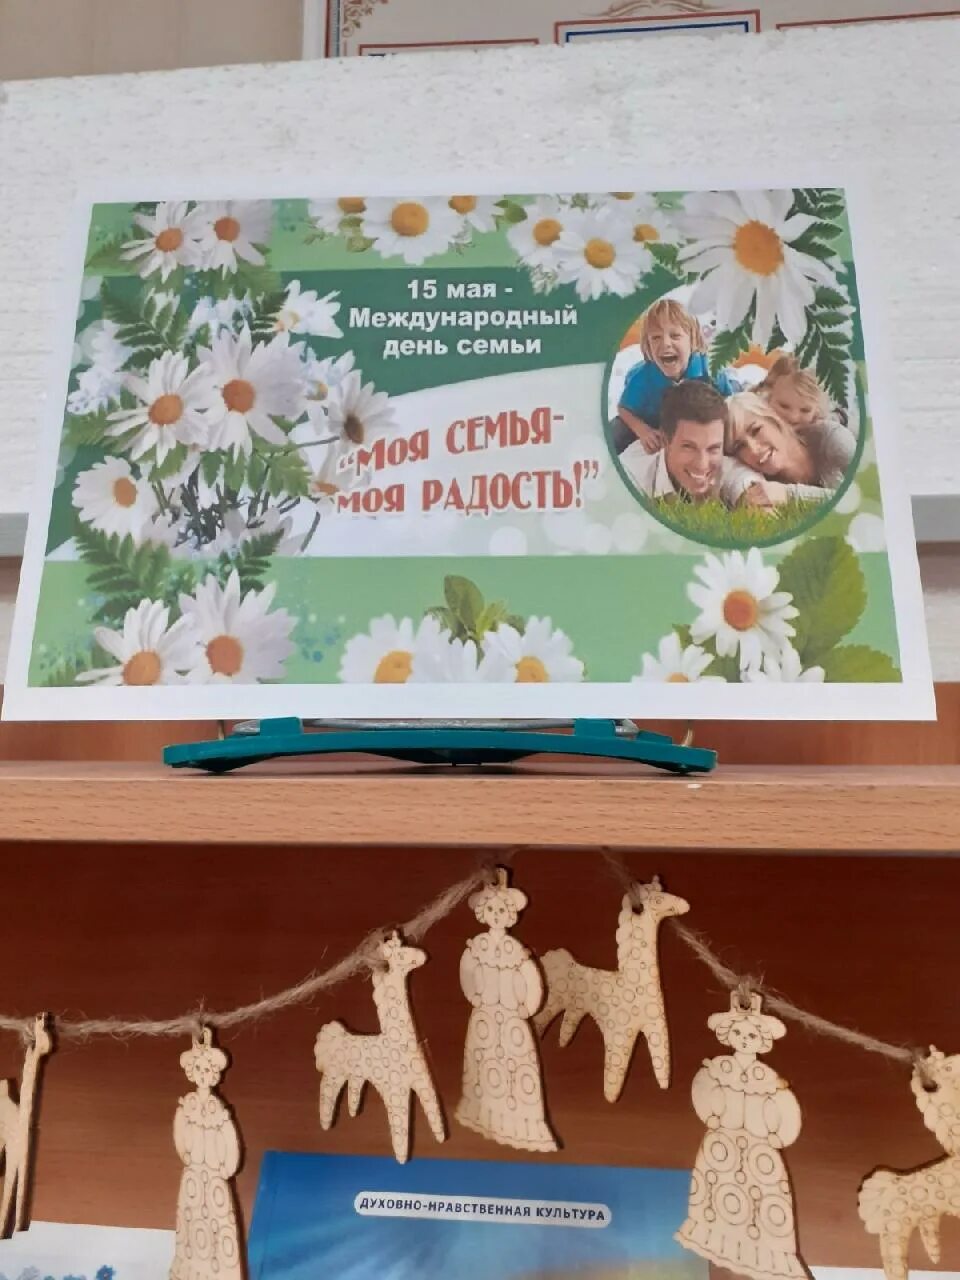 15 мая -
Международный
день семьи
“Моя СЕМЬЯ-
моя РАДОСТЬ!”
ДУХОВНО-НРАВСТВЕННАЯ КУЛЬТУРА